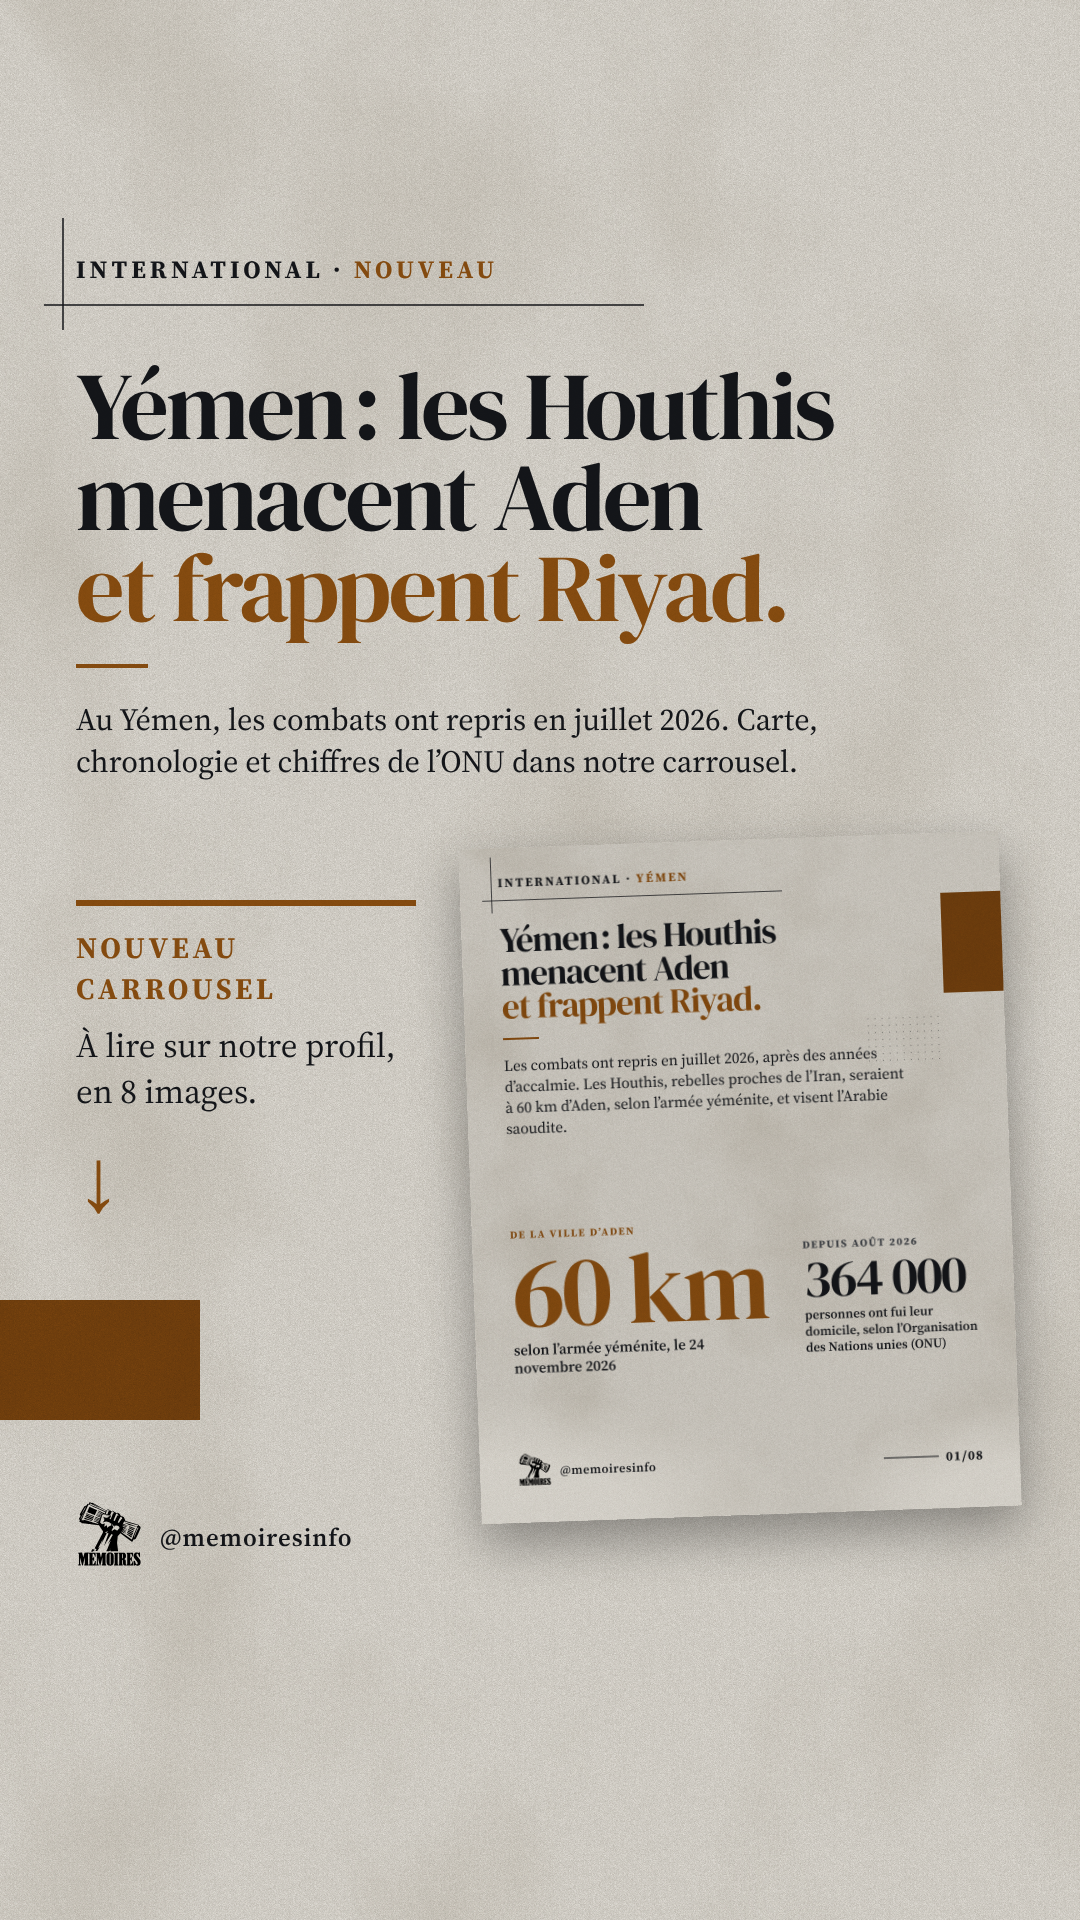 INTERNATIONAL · NOUVEAU
Yémen : les Houthis
menacent Aden
et frappent Riyad.
Au Yémen, les combats ont repris en juillet 2026. Carte,
chronologie et chiffres de l’ONU dans notre carrousel.
NOUVEAU
CARROUSEL
À lire sur notre profil,
en 8 images.
↓
MÉMOIRES
@memoiresinfo
INTERNATIONAL · YÉMEN
Yémen : les Houthis
menacent Aden
et frappent Riyad.
Les combats ont repris en juillet 2026, après des années
d’accalmie. Les Houthis, rebelles proches de l’Iran, seraient
à 60 km d’Aden, selon l’armée yéménite, et visent l’Arabie
saoudite.
DE LA VILLE D’ADEN
60 km
selon l’armée yéménite, le 24
novembre 2026
DEPUIS AOÛT 2026
364 000
personnes ont fui leur
domicile, selon l’Organisation
des Nations unies (ONU)
MÉMOIRES
@memoiresinfo
01/08